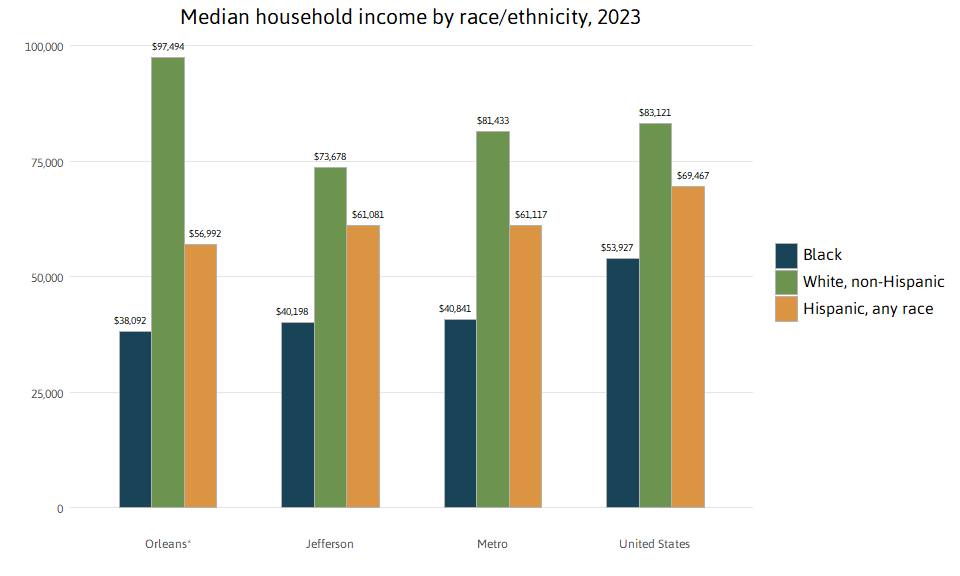 Median household income by race/ethnicity, 2023
100,000
75,000
50,000
25,000
0
$38,092
$97,494
$56,992
$40,198
$73,678
$61,081
$40,841
$81,433
$61,117
$53,927
$83,121
$69,467
Orleans*
Jefferson
Metro
United States
Black
White, non-Hispanic
Hispanic, any race